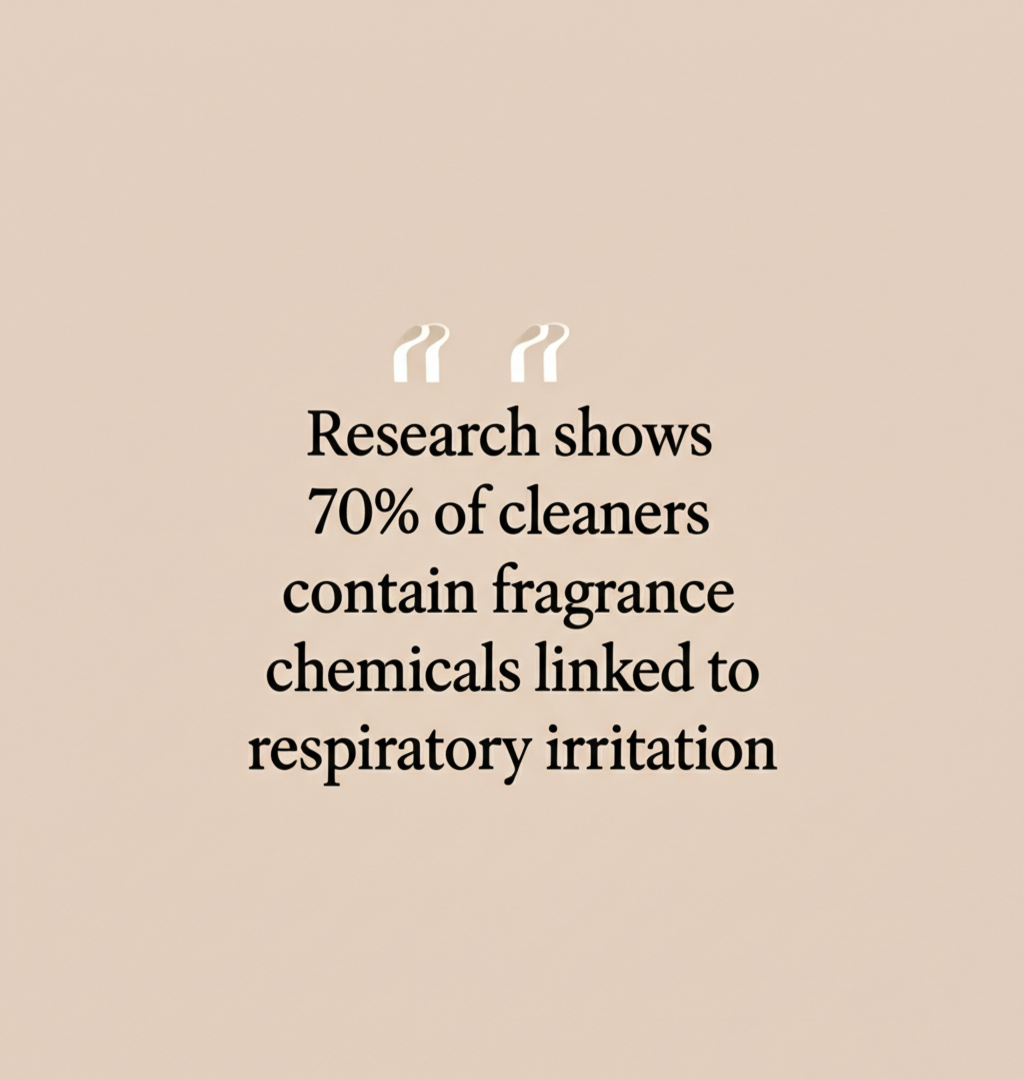 Research shows
70% of cleaners
contain fragrance
chemicals linked to
respiratory irritation